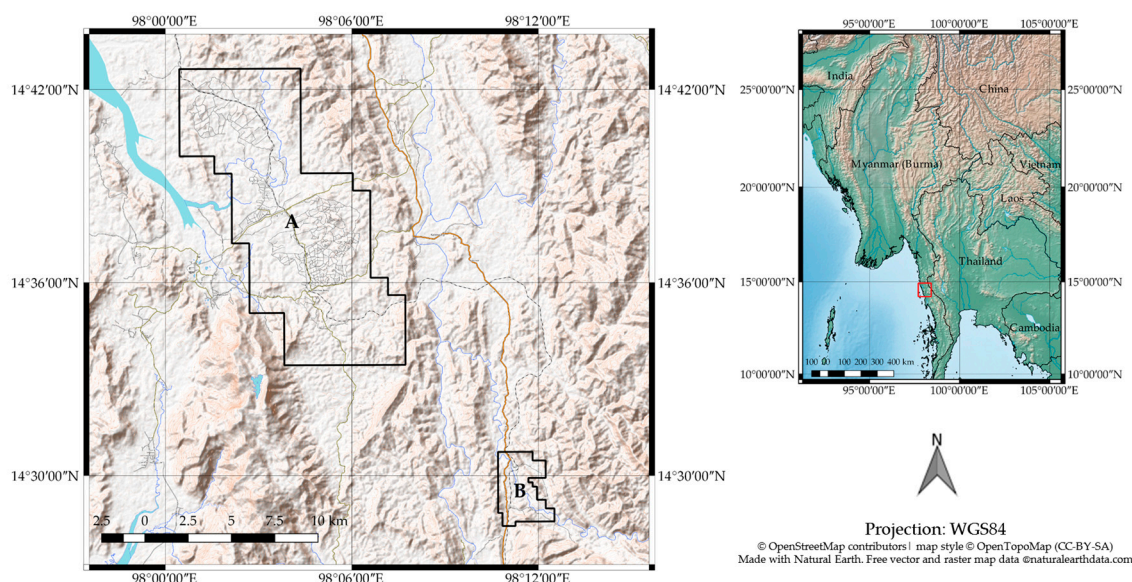 98°00′00″E 98°06′00″E 98°12′00″E
14°42′00″N 14°42′00″N
A
14°36′00″N 14°36′00″N
14°30′00″N 14°30′00″N
B
2.5 0 2.5 5 7.5 10 km
98°00′00″E 98°06′00″E 98°12′00″E
95°00′00″E 100°00′00″E 105°00′00″E
India
China
25°00′00″N 25°00′00″N
Myanmar (Burma) Vietnam
20°00′00″N 20°00′00″N
Laos
Thailand
15°00′00″N 15°00′00″N
Cambodia
100 0 100 200 300 400 km
10°00′00″N 10°00′00″N
95°00′00″E 100°00′00″E 105°00′00″E
N
Projection: WGS84
© OpenStreetMap contributors| map style © OpenTopoMap (CC-BY-SA)
Made with Natural Earth. Free vector and raster map data ©naturalearthdata.com